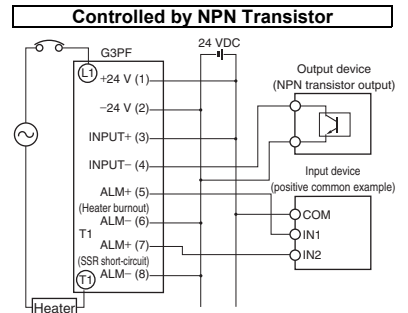 Controlled by NPN Transistor
24 VDC
G3PF
L1
+24 V (1)
−24 V (2)
INPUT+ (3)
INPUT− (4)
ALM+ (5)
(Heater burnout)
ALM− (6)
T1
ALM+ (7)
(SSR short-circuit)
T1
ALM− (8)
Heater
Output device
(NPN transistor output)
Input device
(positive common example)
COM
IN1
IN2